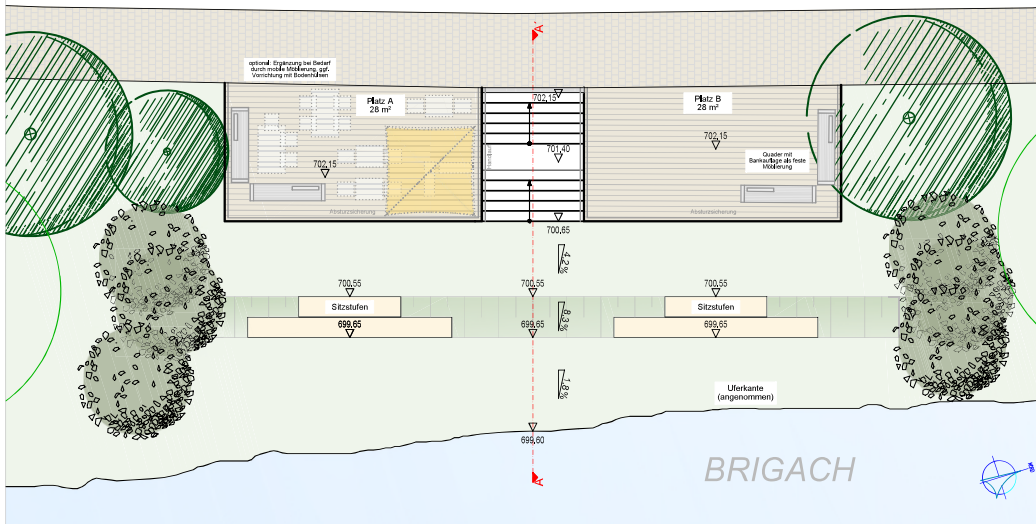 A'
optional: Ergänzung bei Bedarf
durch mobile Möblierung, ggf.
Vorrichtung mit Bodenhülsen
Platz A
28 m²
702,15
Platz B
28 m²
702,15
701,40
702,15
Handlauf
Quader mit
Bankauflage als feste
Möblierung
Absturzsicherung
Absturzsicherung
700,65
4,2%
700,55
700,55
700,55
Sitzstufen
8,3%
Sitzstufen
699,65
699,65
699,65
1,8%
Uferkante
(angenommen)
699,60
BRIGACH
A